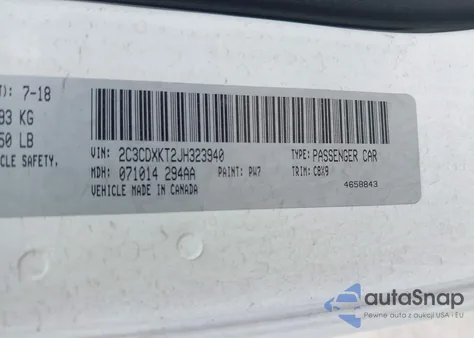 T): 7-18
93 KG
50 LB
CLE SAFETY,
VIN: 2C3CDXKT2JH323940
TYPE: PASSENGER CAR
MDH: 071014 294AA
PAINT: PW7
TRIM: CBX9
VEHICLE MADE IN CANADA
4658843
autoSnap
Pewne auto z aukcji USA i EU